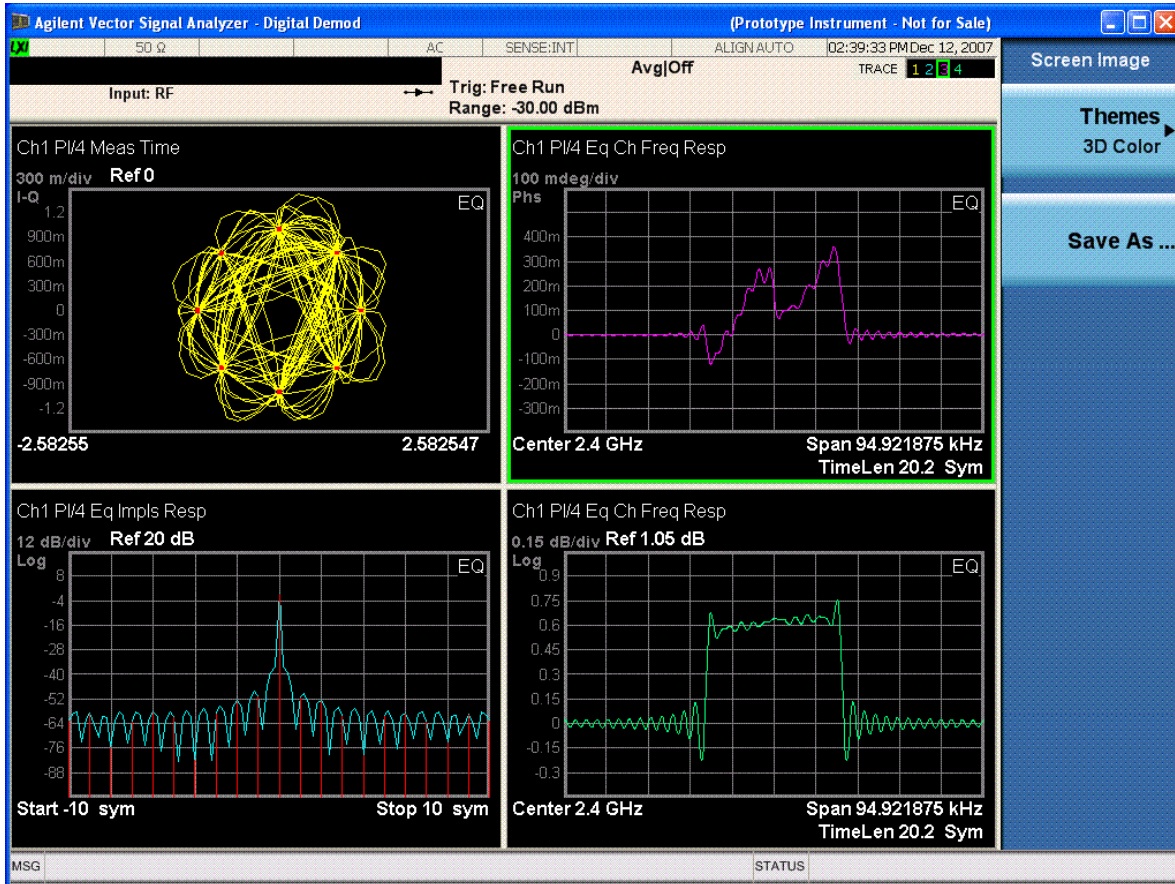 Agilent Vector Signal Analyzer - Digital Demod (Prototype Instrument - Not for Sale)
LXI 50 Ω AC SENSE:INT ALIGN AUTO 02:39:33 PM Dec 12, 2007
Avg|Off TRACE 1 2 3 4
Input: RF
Trig: Free Run
Range: -30.00 dBm
Screen Image
Themes
3D Color
Save As ...
Ch1 PI/4 Meas Time
300 m/div Ref 0
I-Q
EQ
1.2
900m
600m
300m
0
-300m
-600m
-900m
-1.2
-2.58255 2.582547
Ch1 PI/4 Eq Ch Freq Resp
100 mdeg/div
Phs
EQ
400m
300m
200m
100m
0
-100m
-200m
-300m
Center 2.4 GHz Span 94.921875 kHz
TimeLen 20.2 Sym
Ch1 PI/4 Eq Impls Resp
12 dB/div Ref 20 dB
Log
EQ
8
-4
-16
-28
-40
-52
-64
-76
-88
Start -10 sym Stop 10 sym
Ch1 PI/4 Eq Ch Freq Resp
0.15 dB/div Ref 1.05 dB
Log
EQ
0.9
0.75
0.6
0.45
0.3
0.15
0
-0.15
-0.3
Center 2.4 GHz Span 94.921875 kHz
TimeLen 20.2 Sym
MSG STATUS